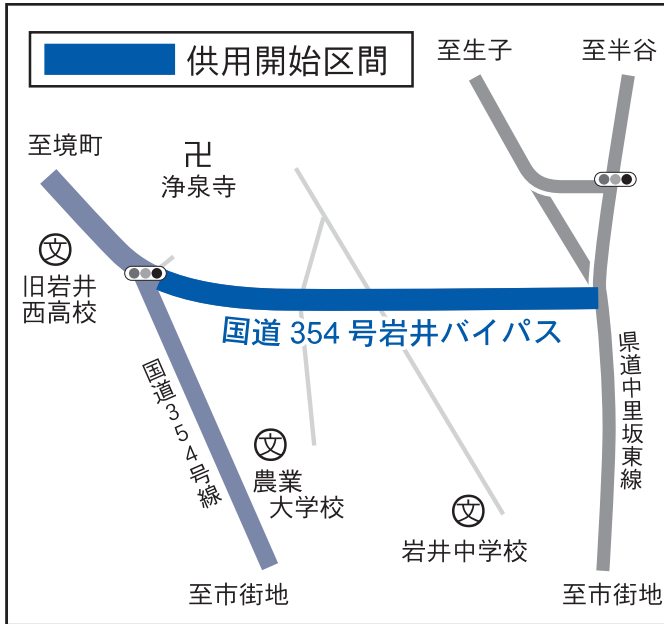 供用開始区間
至生子
至半谷
至境町
卍
浄泉寺
文
旧岩井
西高校
国道354号岩井バイパス
県道中里坂東線
国道354号線
文
農業
大学校
文
岩井中学校
至市街地
至市街地